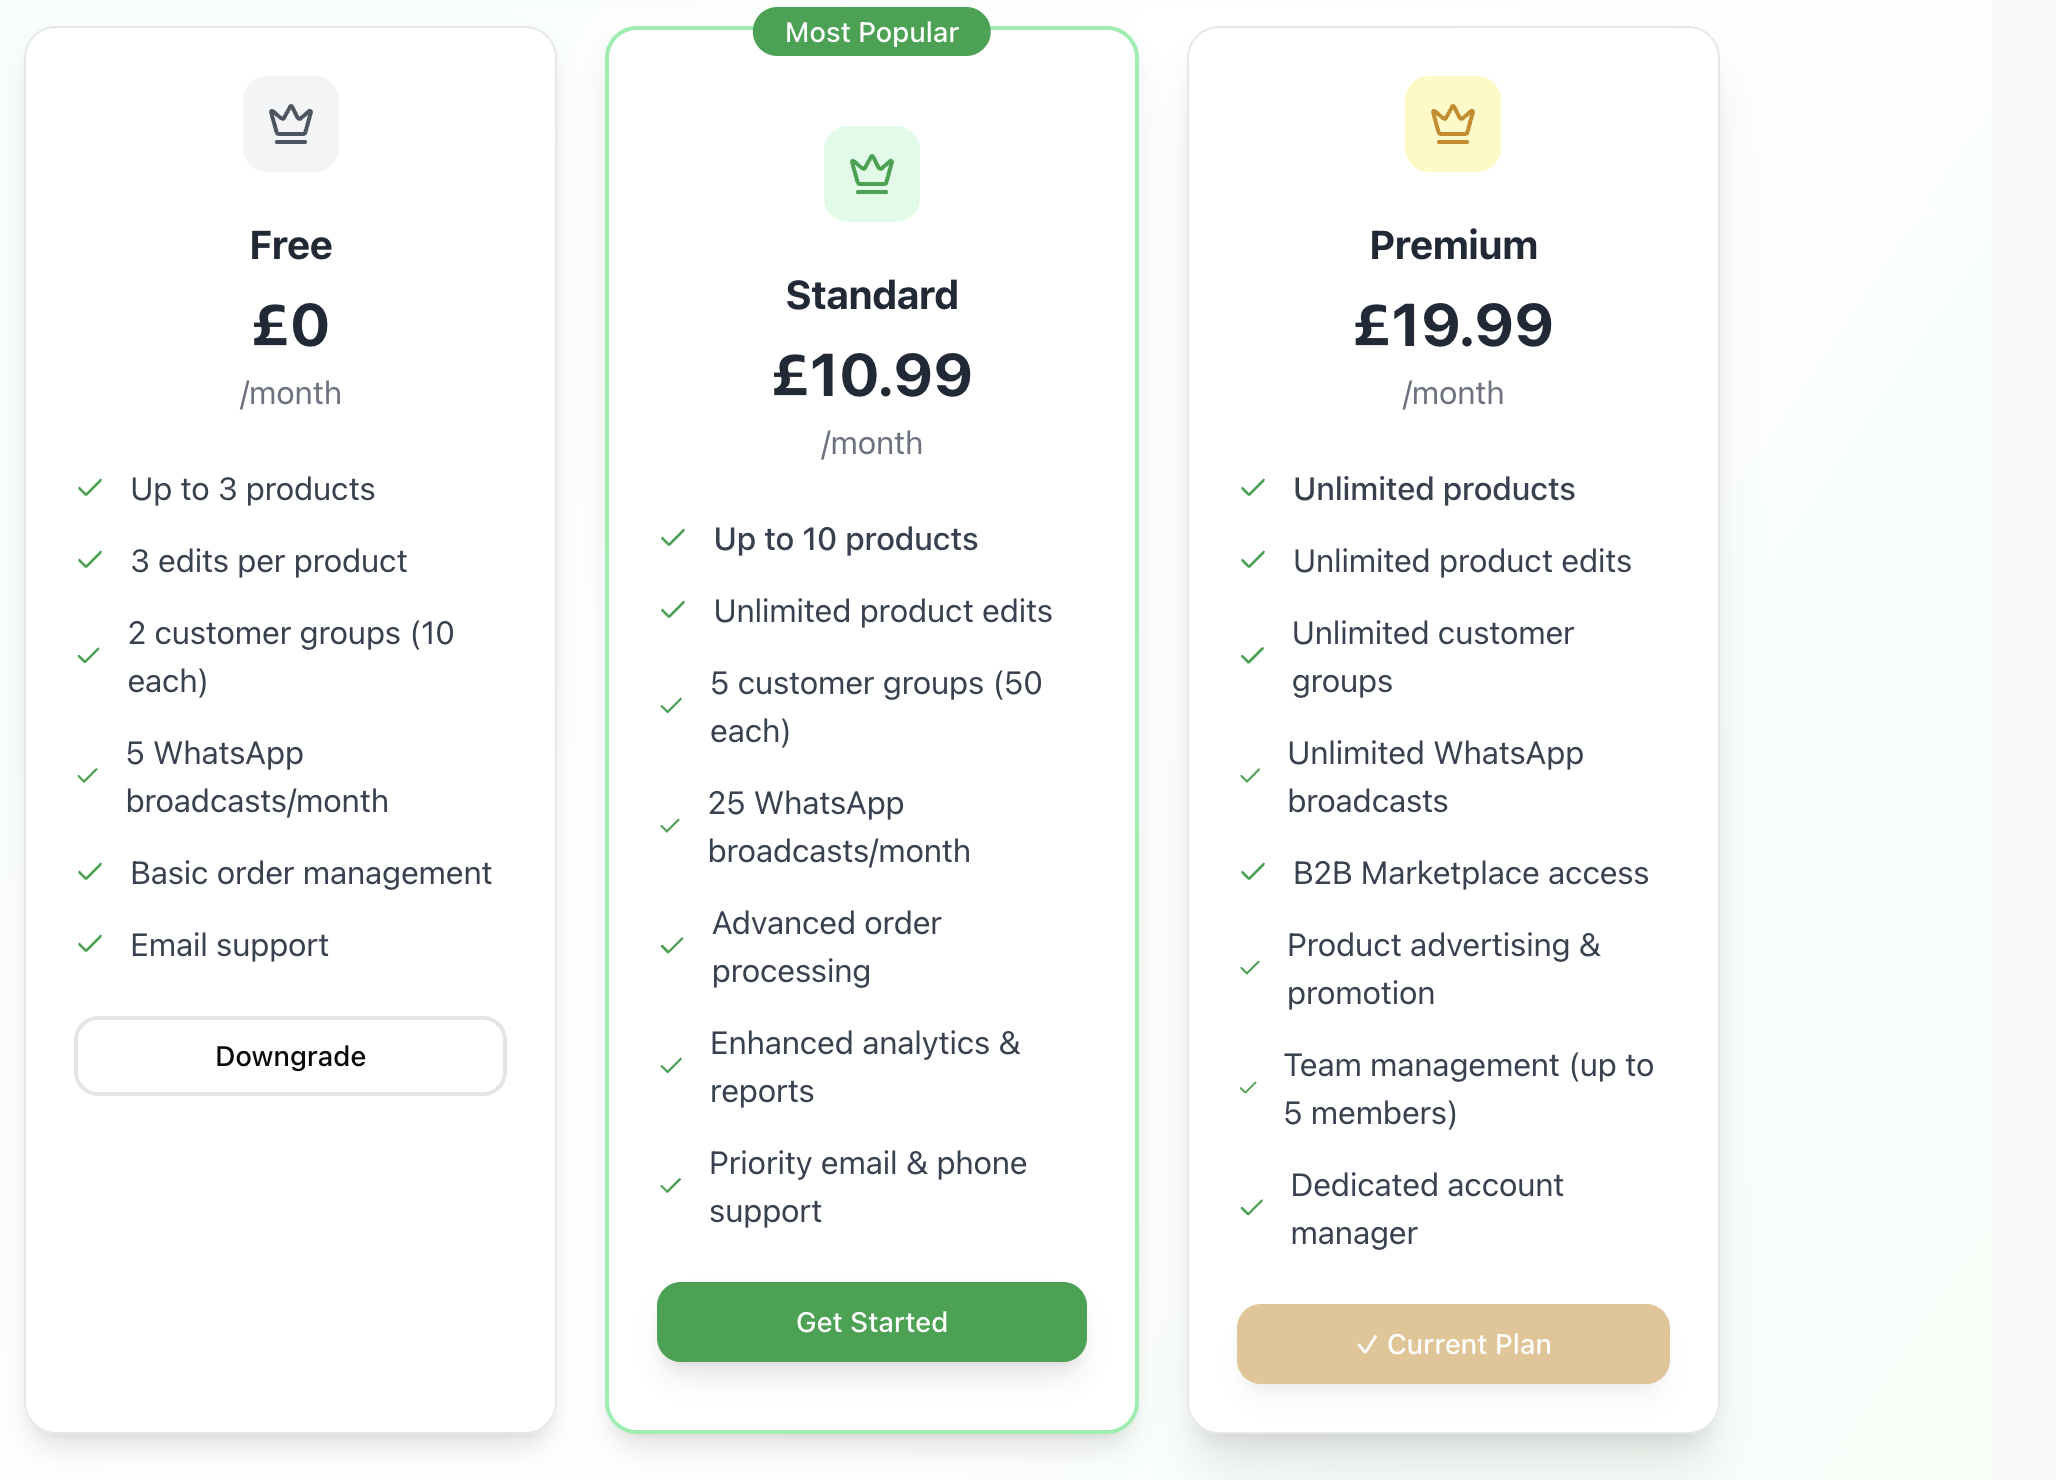 Free
£0
/month
Up to 3 products
3 edits per product
2 customer groups (10
each)
5 WhatsApp
broadcasts/month
Basic order management
Email support
Downgrade
Most Popular
Standard
£10.99
/month
Up to 10 products
Unlimited product edits
5 customer groups (50
each)
25 WhatsApp
broadcasts/month
Advanced order
processing
Enhanced analytics &
reports
Priority email & phone
support
Get Started
Premium
£19.99
/month
Unlimited products
Unlimited product edits
Unlimited customer
groups
Unlimited WhatsApp
broadcasts
B2B Marketplace access
Product advertising &
promotion
Team management (up to
5 members)
Dedicated account
manager
✓ Current Plan